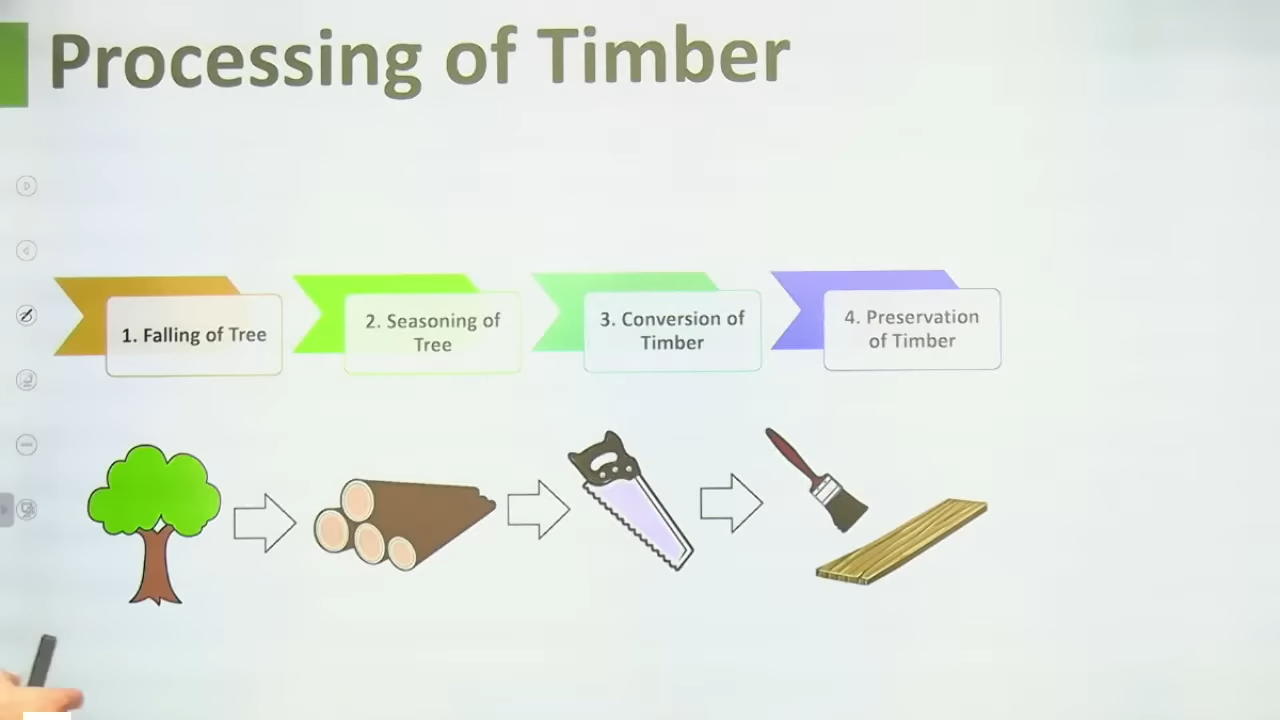 Processing of Timber
1. Falling of Tree
2. Seasoning of
Tree
3. Conversion of
Timber
4. Preservation
of Timber